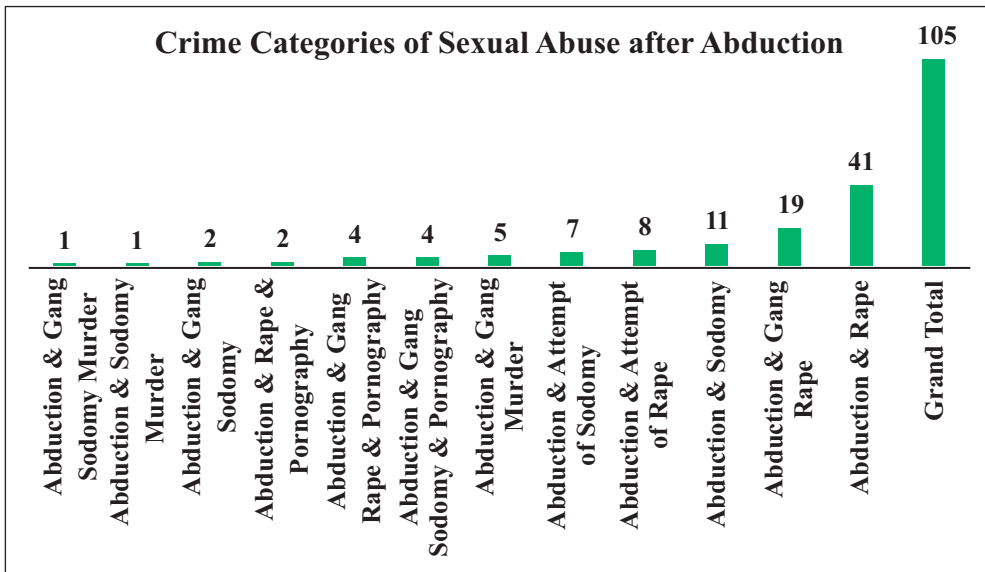 Crime Categories of Sexual Abuse after Abduction
1
1
2
2
4
4
5
7
8
11
19
41
105
Abduction & Gang
Sodomy Murder
Abduction & Sodomy
Murder
Abduction & Gang
Sodomy
Abduction & Rape &
Pornography
Abduction & Gang
Rape & Pornography
Abduction & Gang
Sodomy & Pornography
Abduction & Gang
Murder
Abduction & Attempt
of Sodomy
Abduction & Attempt
of Rape
Abduction & Sodomy
Abduction & Gang
Rape
Abduction & Rape
Grand Total